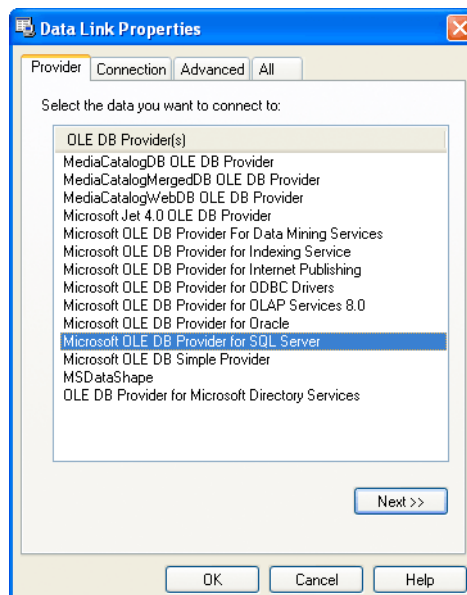 Data Link Properties
Provider Connection Advanced All
Select the data you want to connect to:
OLE DB Provider(s)
MediaCatalogDB OLE DB Provider
MediaCatalogMergedDB OLE DB Provider
MediaCatalogWebDB OLE DB Provider
Microsoft Jet 4.0 OLE DB Provider
Microsoft OLE DB Provider For Data Mining Services
Microsoft OLE DB Provider for Indexing Service
Microsoft OLE DB Provider for Internet Publishing
Microsoft OLE DB Provider for ODBC Drivers
Microsoft OLE DB Provider for OLAP Services 8.0
Microsoft OLE DB Provider for Oracle
Microsoft OLE DB Provider for SQL Server
Microsoft OLE DB Simple Provider
MSDataShape
OLE DB Provider for Microsoft Directory Services
Next >>
OK Cancel Help